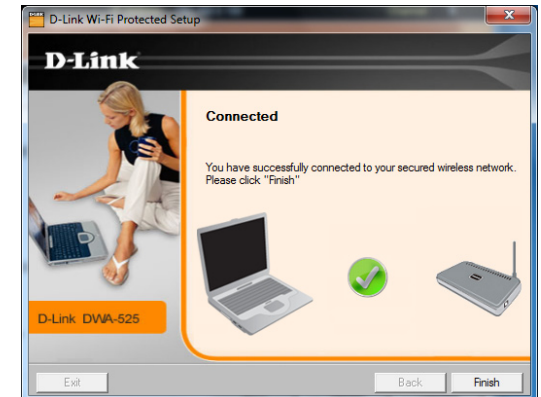 D-Link Wi-Fi Protected Setup
D-Link
Connected
You have successfully connected to your secured wireless network.
Please click "Finish"
D-Link DWA-525
Exit
Back
Finish